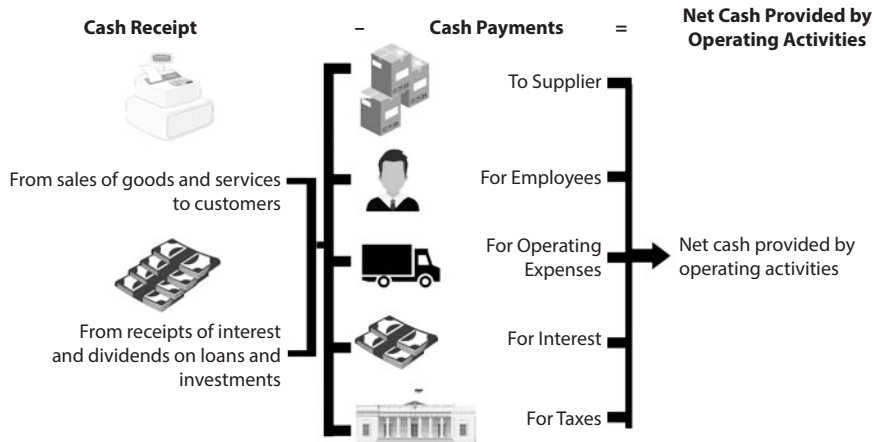 Cash Receipt
–
Cash Payments
=
Net Cash Provided by
Operating Activities
From sales of goods and services
to customers
From receipts of interest
and dividends on loans and
investments
To Supplier
For Employees
For Operating
Expenses
For Interest
For Taxes
Net cash provided by
operating activities